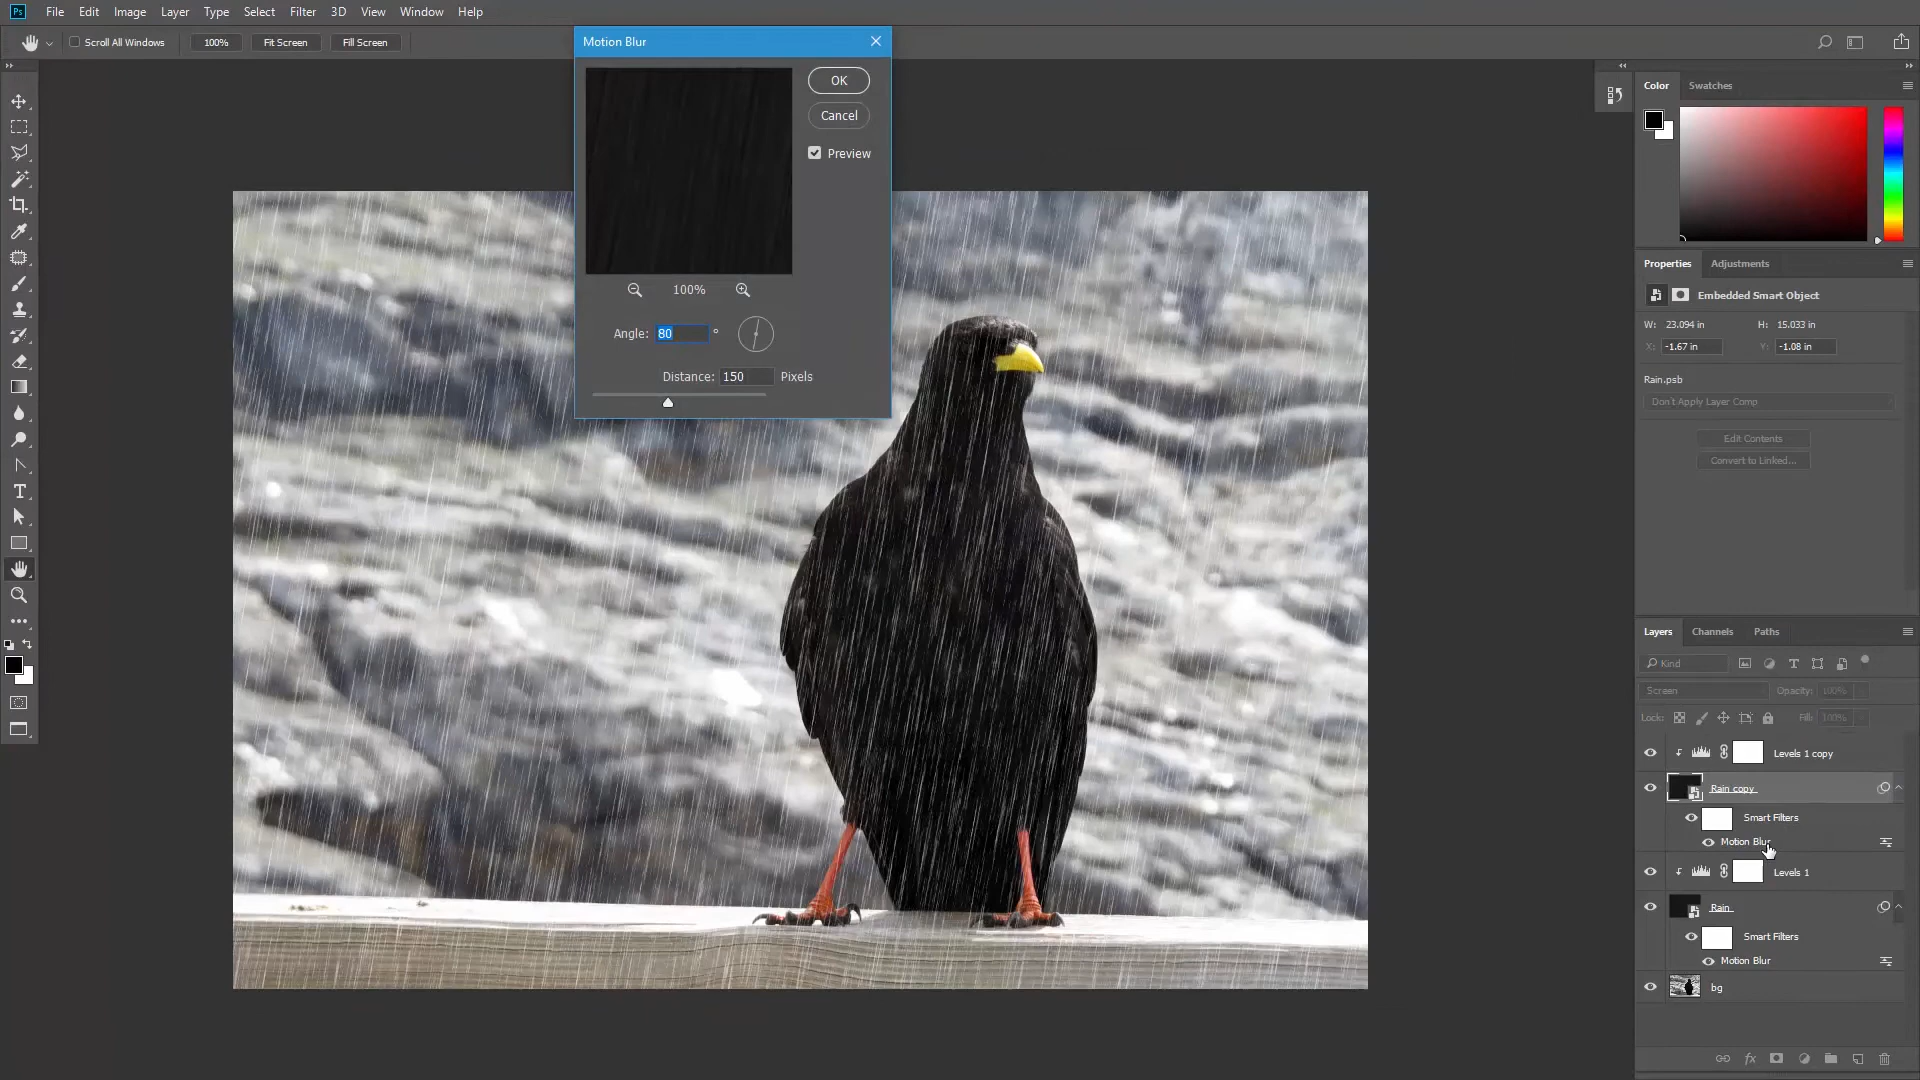 Ps File Edit Image Layer Type Select Filter 3D View Window Help
Scroll All Windows 100% Fit Screen Fill Screen
Motion Blur
OK
Cancel
Preview
100%
Angle: 80 °
Distance: 150 Pixels
Color Swatches
Properties Adjustments
Embedded Smart Object
W: 23.094 in H: 15.033 in
X: -1.67 in Y: -1.08 in
Rain.psb
Don't Apply Layer Comp
Edit Contents
Convert to Linked...
Layers Channels Paths
Kind
Screen Opacity: 100%
Lock: Fill: 100%
Levels 1 copy
Rain copy
Smart Filters
Motion Blur
Levels 1
Rain
Smart Filters
Motion Blur
bg